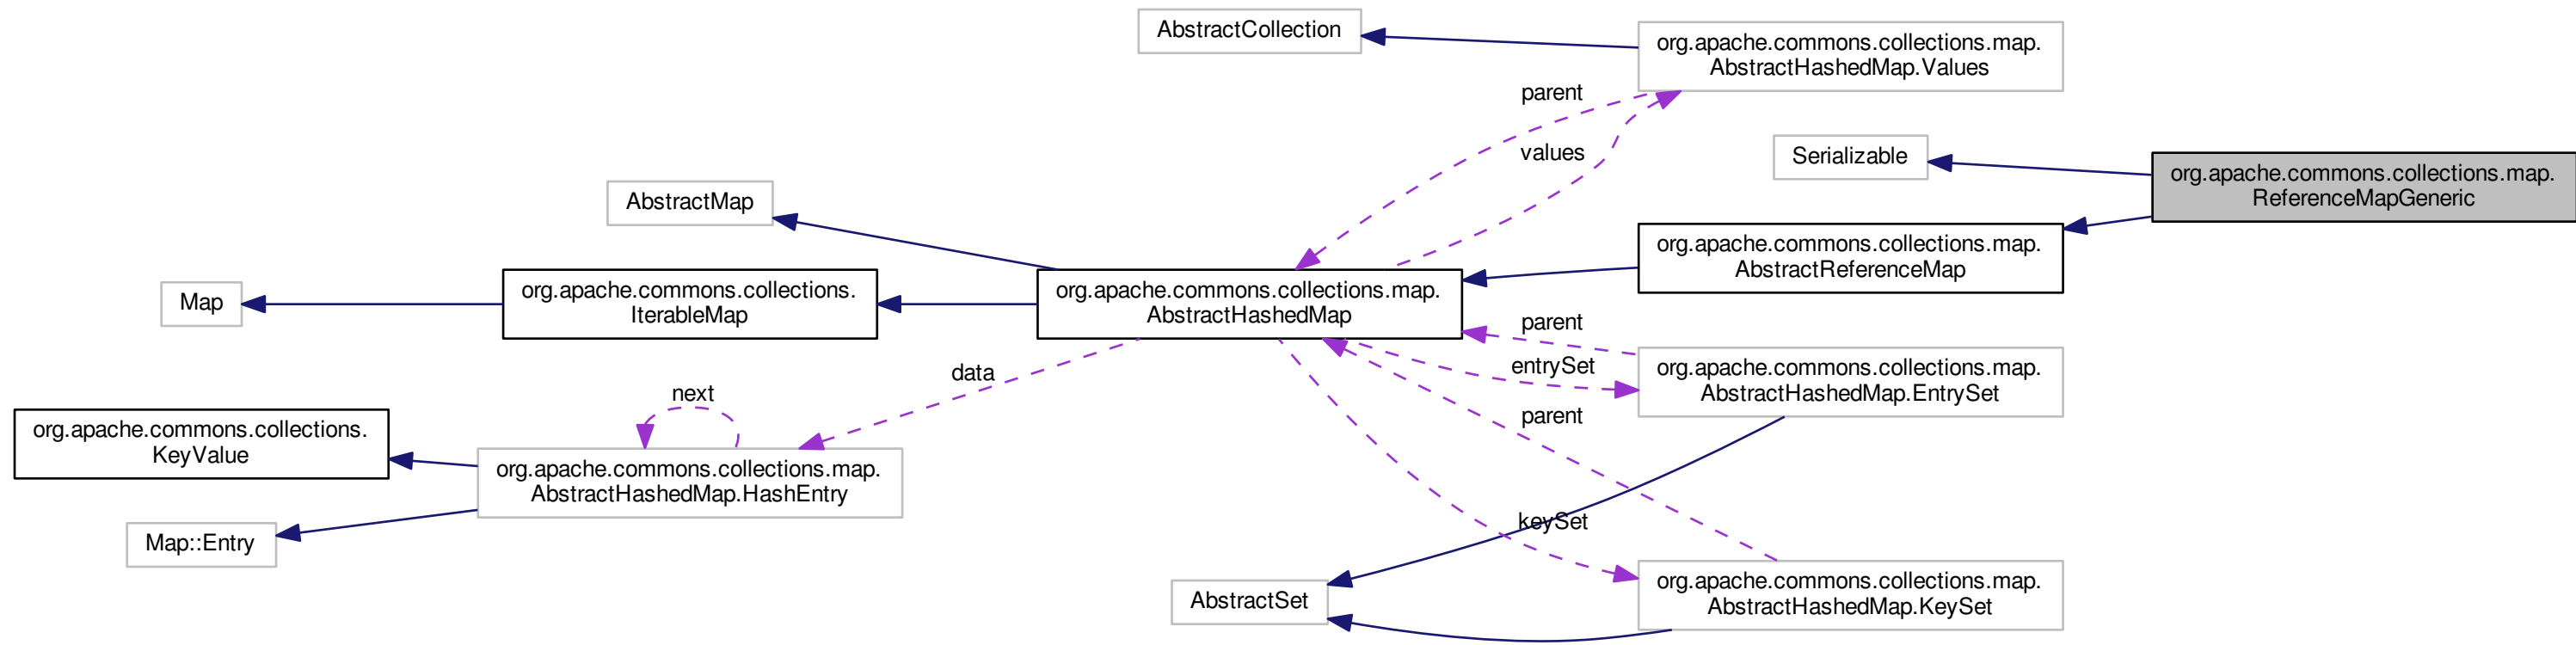 AbstractCollection
org.apache.commons.collections.map.
AbstractHashedMap.Values
parent
values
Serializable
org.apache.commons.collections.map.
ReferenceMapGeneric
AbstractMap
org.apache.commons.collections.map.
AbstractReferenceMap
Map
org.apache.commons.collections.
IterableMap
org.apache.commons.collections.map.
AbstractHashedMap
parent
entrySet
org.apache.commons.collections.map.
AbstractHashedMap.EntrySet
data
next
parent
org.apache.commons.collections.
KeyValue
org.apache.commons.collections.map.
AbstractHashedMap.HashEntry
keySet
Map::Entry
AbstractSet
org.apache.commons.collections.map.
AbstractHashedMap.KeySet